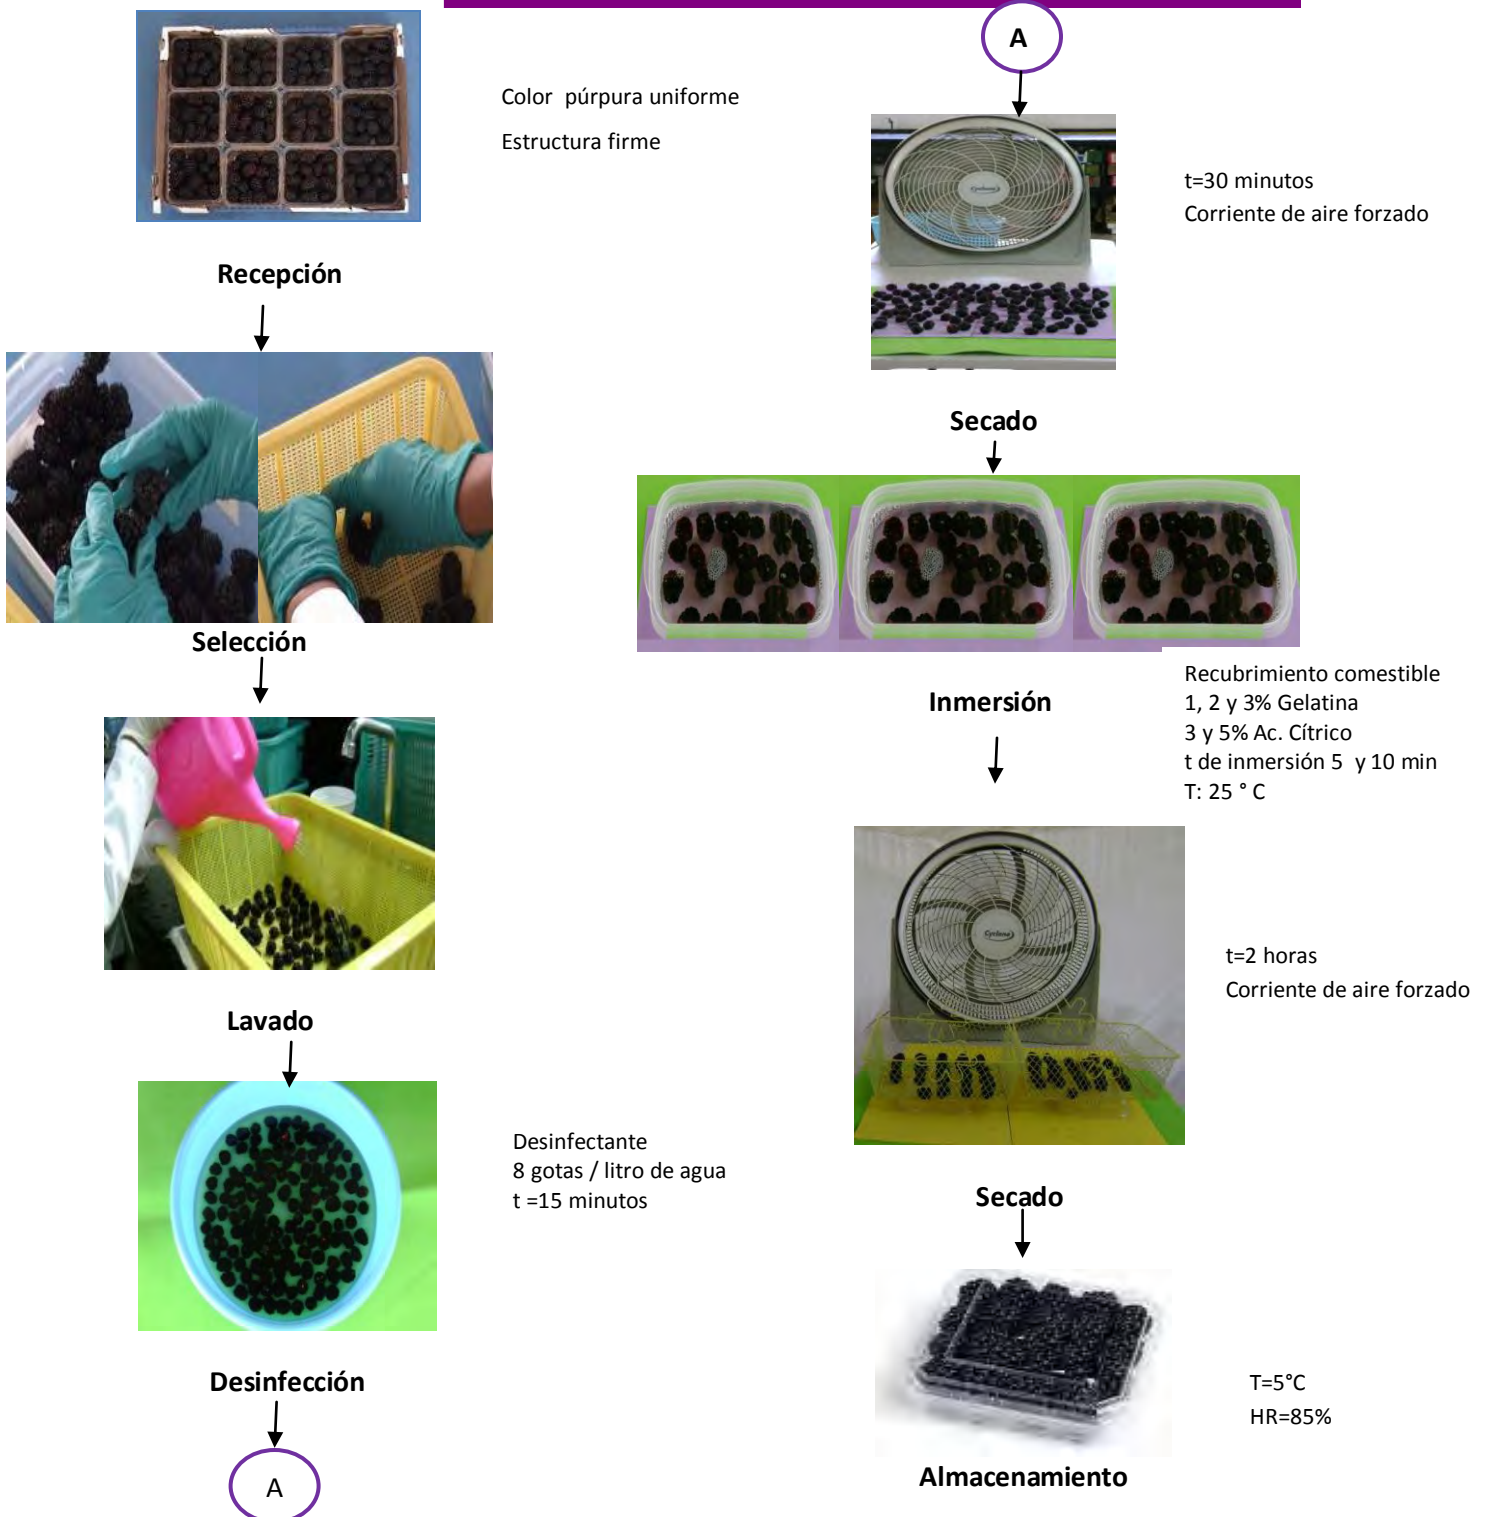 Color púrpura uniforme
Estructura firme
Recepción
Selección
Lavado
Desinfectante
8 gotas / litro de agua
t =15 minutos
Desinfección
A
A
Cyclone
t=30 minutos
Corriente de aire forzado
Secado
Inmersión
Recubrimiento comestible
1, 2 y 3% Gelatina
3 y 5% Ac. Cítrico
t de inmersión 5 y 10 min
T: 25 ° C
Cyclone
t=2 horas
Corriente de aire forzado
Secado
T=5°C
HR=85%
Almacenamiento